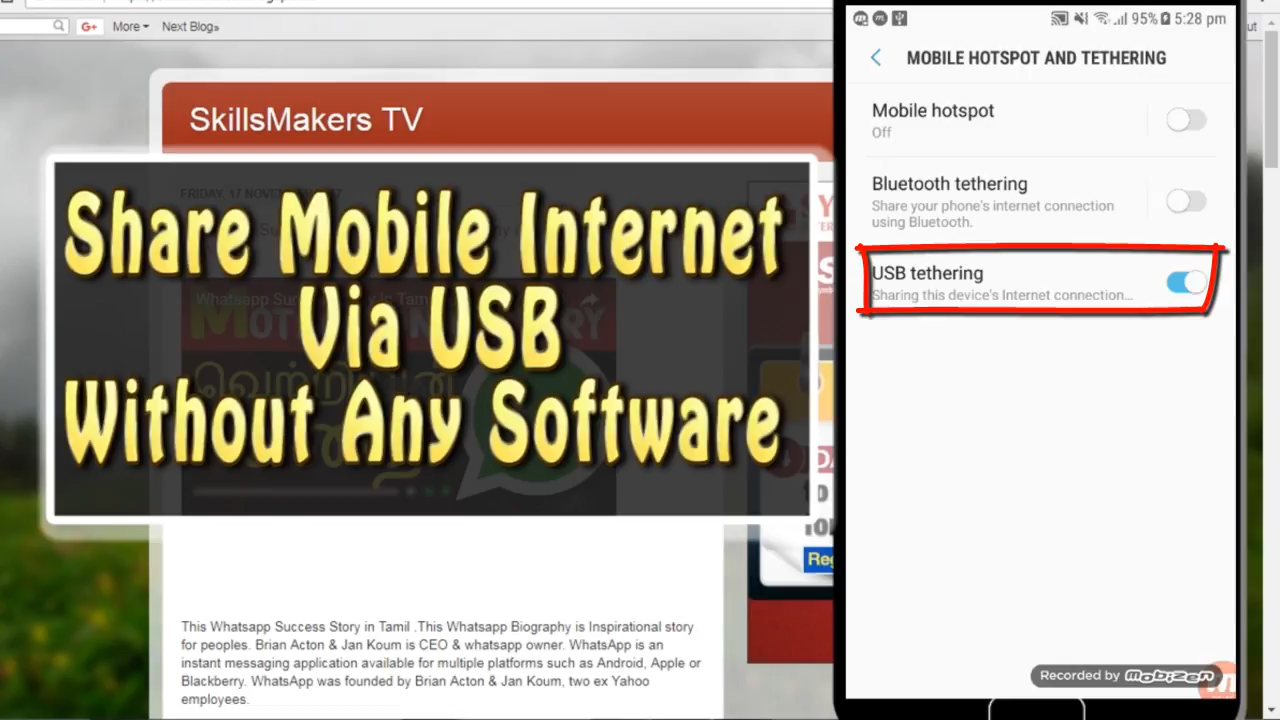 G+ More Next Blog»
SkillsMakers TV
FRIDAY, 17 NOVEMBER
Share Mobile Internet
Via USB
Without Any Software
This Whatsapp Success Story in Tamil .This Whatsapp Biography is Inspirational story
for peoples. Brian Acton & Jan Koum is CEO & whatsapp owner. WhatsApp is an
instant messaging application available for multiple platforms such as Android, Apple or
Blackberry. WhatsApp was founded by Brian Acton & Jan Koum, two ex Yahoo
employees.
95% 5:28 pm
MOBILE HOTSPOT AND TETHERING
Mobile hotspot
Off
Bluetooth tethering
Share your phone's internet connection
using Bluetooth.
USB tethering
Sharing this device's Internet connection...
Recorded by mobizen